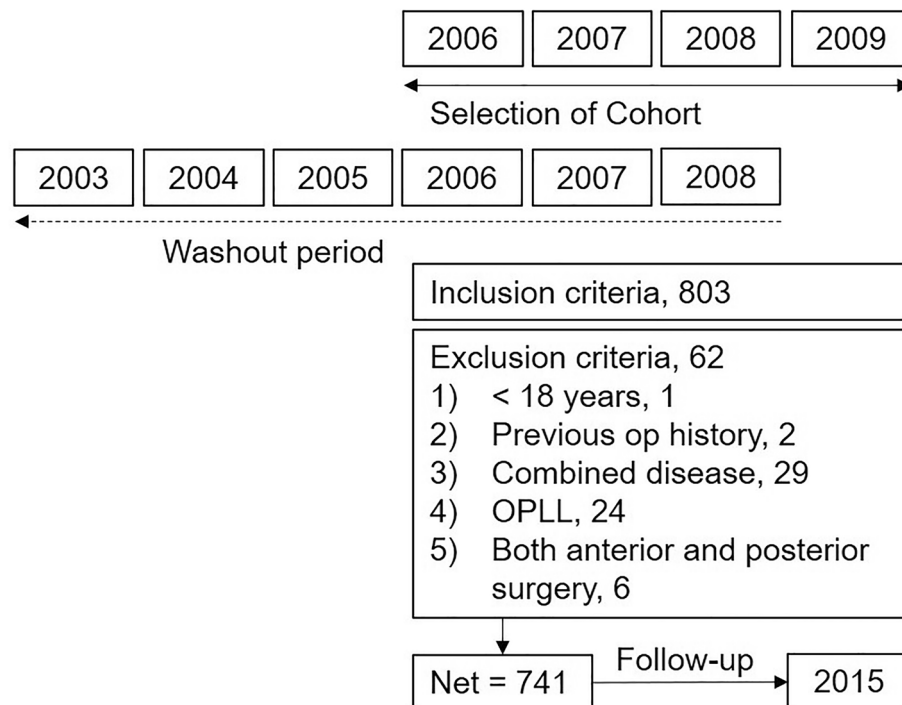 2006 2007 2008 2009
Selection of Cohort
2003 2004 2005 2006 2007 2008
Washout period
Inclusion criteria, 803
Exclusion criteria, 62
1) < 18 years, 1
2) Previous op history, 2
3) Combined disease, 29
4) OPLL, 24
5) Both anterior and posterior
surgery, 6
Net = 741 Follow-up 2015